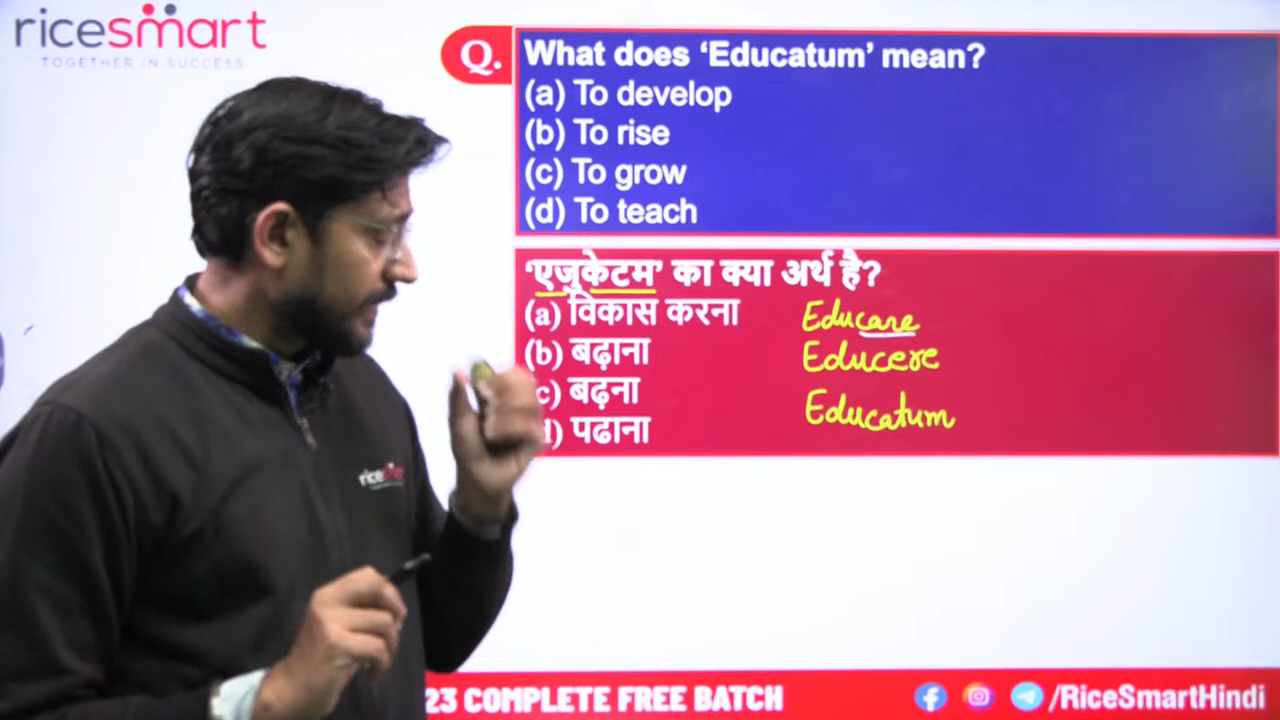 ricesmart
TOGETHER IN SUCCESS
Q. What does ‘Educatum’ mean?
(a) To develop
(b) To rise
(c) To grow
(d) To teach
‘एजुकेटम’ का क्या अर्थ है?
(a) विकास करना
(b) बढ़ाना
c) बढ़ना
) पढाना
Educare
Educere
Educatum
rice
23 COMPLETE FREE BATCH
/RiceSmartHindi